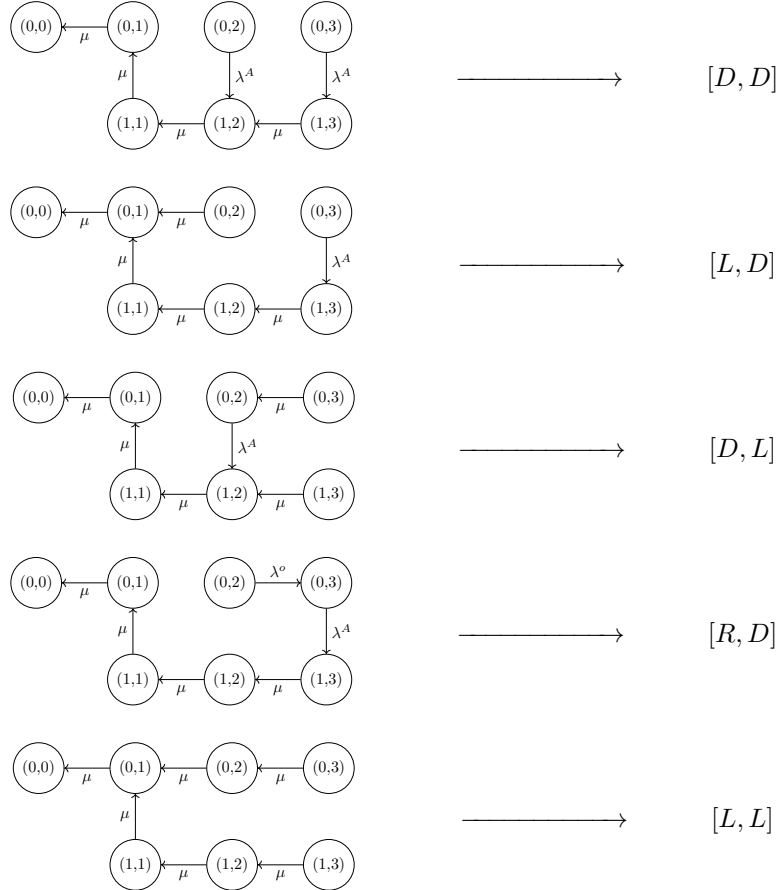 (0,0) (0,1) (0,2) (0,3)
μ
μ λ^A λ^A [D, D]
(1,1) (1,2) (1,3)
μ μ
(0,0) (0,1) (0,2) (0,3)
μ μ
μ λ^A [L, D]
(1,1) (1,2) (1,3)
μ μ
(0,0) (0,1) (0,2) (0,3)
μ μ
μ λ^A [D, L]
(1,1) (1,2) (1,3)
μ μ
λ^o
(0,0) (0,1) (0,2) (0,3)
μ
μ λ^A [R, D]
(1,1) (1,2) (1,3)
μ μ
(0,0) (0,1) (0,2) (0,3)
μ μ μ
μ [L, L]
(1,1) (1,2) (1,3)
μ μ